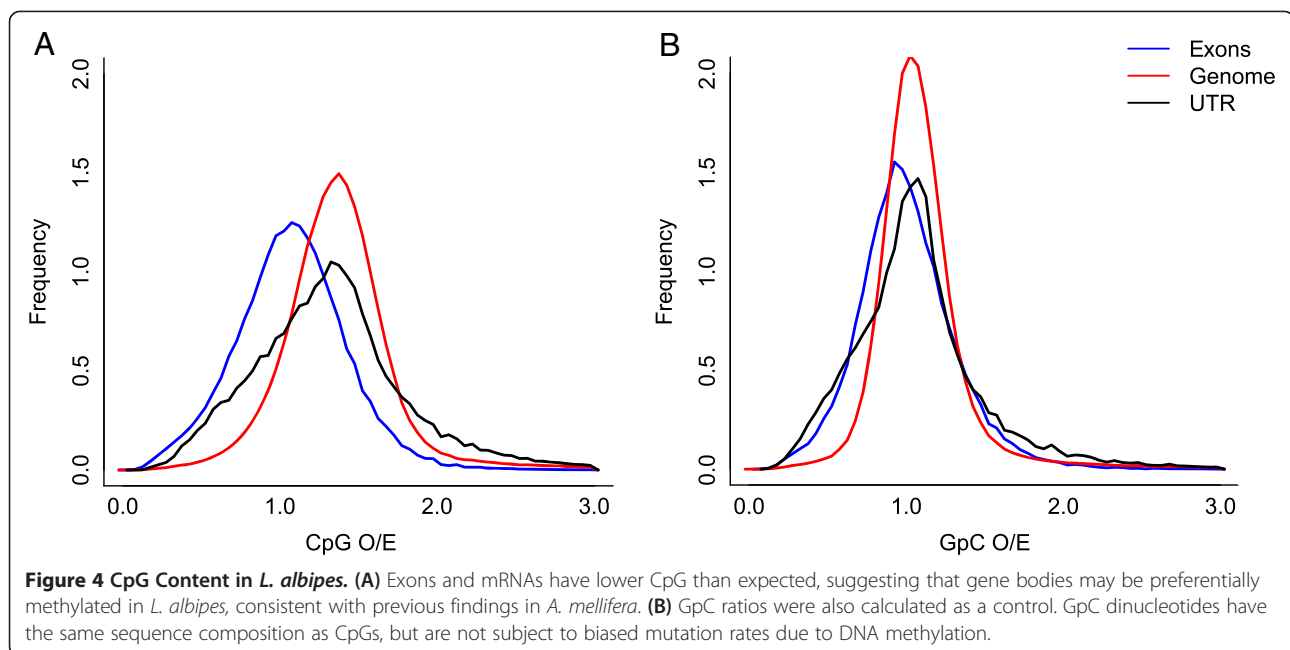 A
B
Exons
Genome
UTR
Frequency
0.0 0.5 1.0 1.5 2.0
0.0 1.0 2.0 3.0
CpG O/E
Frequency
0.0 0.5 1.0 1.5 2.0
0.0 1.0 2.0 3.0
GpC O/E
Figure 4 CpG Content in L. albipes. (A) Exons and mRNAs have lower CpG than expected, suggesting that gene bodies may be preferentially
methylated in L. albipes, consistent with previous findings in A. mellifera. (B) GpC ratios were also calculated as a control. GpC dinucleotides have
the same sequence composition as CpGs, but are not subject to biased mutation rates due to DNA methylation.